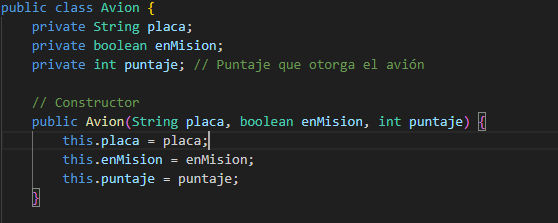 public class Avion {
    private String placa;
    private boolean enMision;
    private int puntaje; // Puntaje que otorga el avión

    // Constructor
    public Avion(String placa, boolean enMision, int puntaje) {
        this.placa = placa;
        this.enMision = enMision;
        this.puntaje = puntaje;
    }